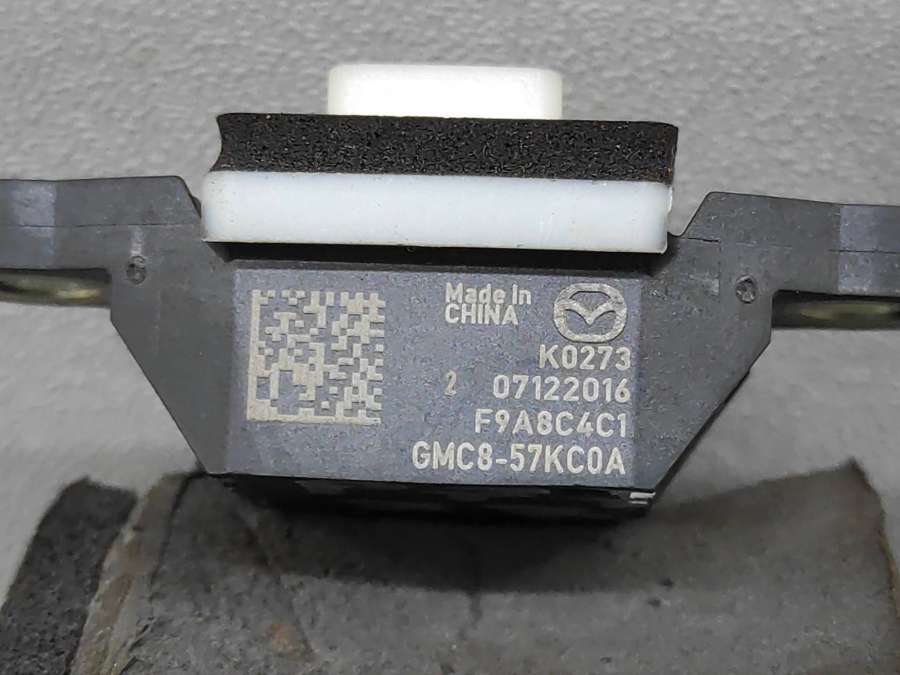 Made in
CHINA
K0273
2 07122016
F9A8C4C1
GMC8-57KC0A